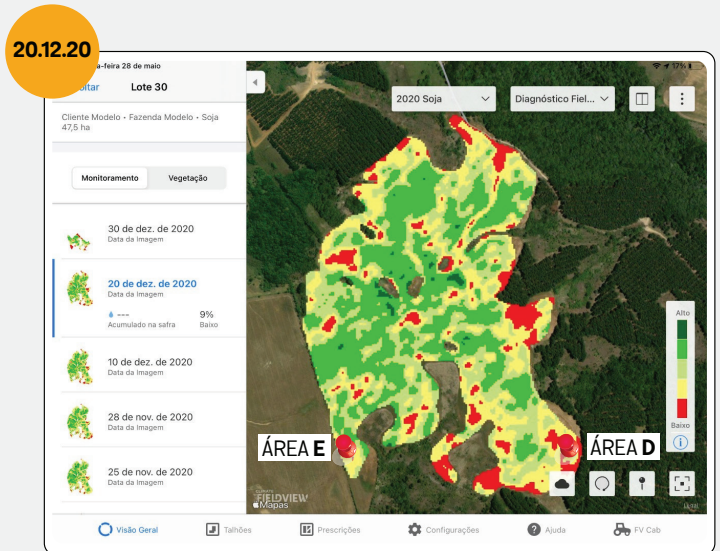 20.12.20
a-feira 28 de maio
17%
oltar
Lote 30
Cliente Modelo • Fazenda Modelo • Soja
47,5 ha
Monitoramento
Vegetação
30 de dez. de 2020
Data da Imagem
20 de dez. de 2020
Data da Imagem
---
9%
Acumulado na safra
Baixo
10 de dez. de 2020
Data da Imagem
28 de nov. de 2020
Data da Imagem
25 de nov. de 2020
Data da Imagem
2020 Soja
Diagnóstico Fiel...
Alto
Baixo
ÁREA E
ÁREA D
FIELDVIEW
Mapas
Visão Geral
Talhões
Prescrições
Configurações
Ajuda
FV Cab